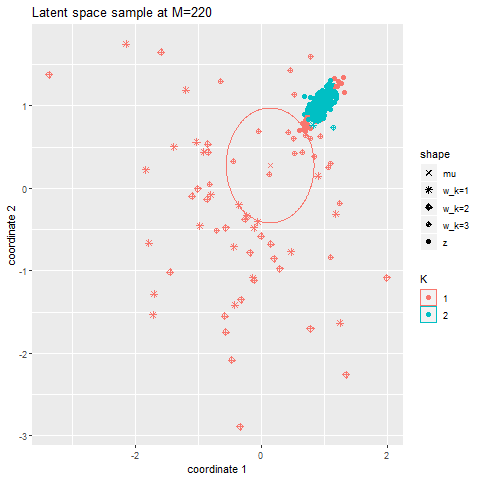 Latent space sample at M=220
coordinate 2
1
0
-1
-2
-3
-2
0
2
coordinate 1
shape
mu
w_k=1
w_k=2
w_k=3
z
K
1
2